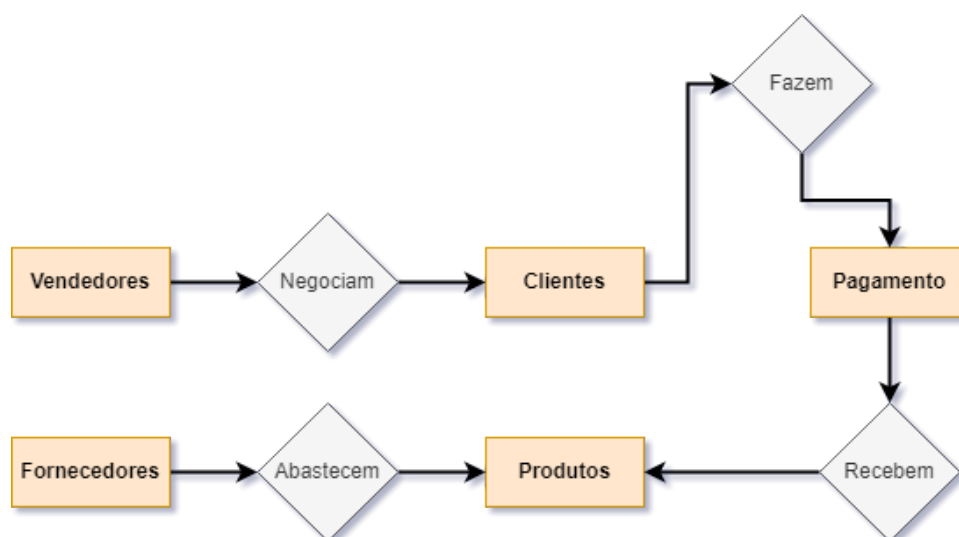 Fazem
Vendedores
Negociam
Clientes
Pagamento
Fornecedores
Abastecem
Produtos
Recebem